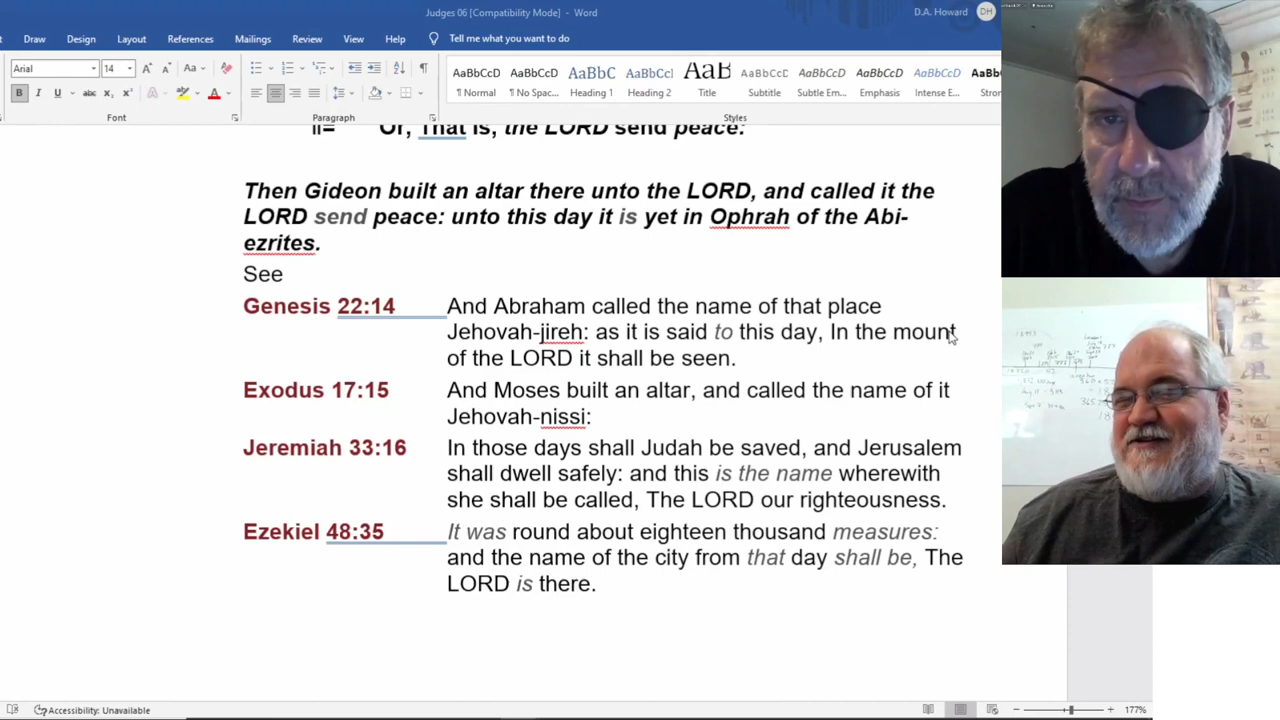 Judges 06 [Compatibility Mode] - Word
D.A. Howard
DH
Draw Design Layout References Mailings Review View Help Tell me what you want to do
Arial 14 Aa
AaBbCcD AaBbCcD AaBbC AaBbCcl AaB AaBbCcD AaBbCcD AaBbCcD AaBbCcD AaBb
¶ Normal ¶ No Spac... Heading 1 Heading 2 Title Subtitle Subtle Em... Emphasis Intense E... Stron
B I U abc x₂ x² A A
Font Paragraph Styles
||= Or, That is, the LORD send peace:
Then Gideon built an altar there unto the LORD, and called it the
LORD send peace: unto this day it is yet in Ophrah of the Abi-
ezrites.
See
Genesis 22:14 And Abraham called the name of that place
Jehovah-jireh: as it is said to this day, In the mount
of the LORD it shall be seen.
Exodus 17:15 And Moses built an altar, and called the name of it
Jehovah-nissi:
Jeremiah 33:16 In those days shall Judah be saved, and Jerusalem
shall dwell safely: and this is the name wherewith
she shall be called, The LORD our righteousness.
Ezekiel 48:35 It was round about eighteen thousand measures:
and the name of the city from that day shall be, The
LORD is there.
Accessibility: Unavailable
177%